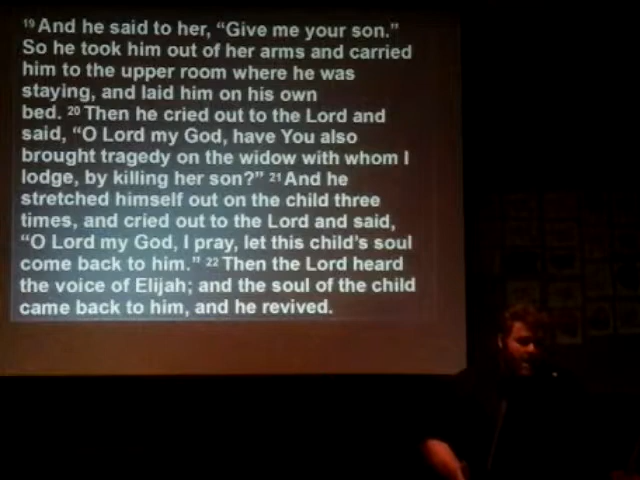 19 And he said to her, “Give me your son.”
So he took him out of her arms and carried
him to the upper room where he was
staying, and laid him on his own
bed. 20 Then he cried out to the Lord and
said, “O Lord my God, have You also
brought tragedy on the widow with whom I
lodge, by killing her son?” 21 And he
stretched himself out on the child three
times, and cried out to the Lord and said,
“O Lord my God, I pray, let this child’s soul
come back to him.” 22 Then the Lord heard
the voice of Elijah; and the soul of the child
came back to him, and he revived.